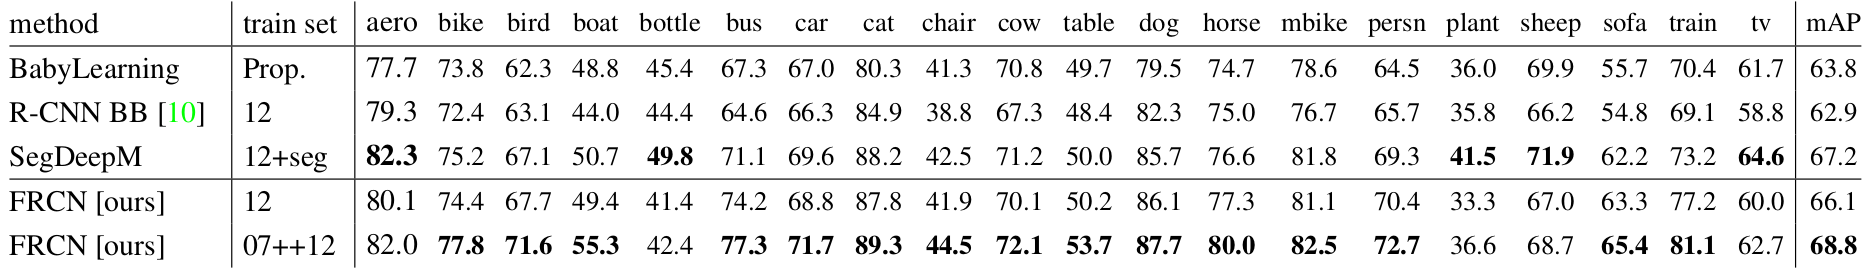 method train set aero bike bird boat bottle bus car cat chair cow table dog horse mbike persn plant sheep sofa train tv mAP
BabyLearning Prop. 77.7 73.8 62.3 48.8 45.4 67.3 67.0 80.3 41.3 70.8 49.7 79.5 74.7 78.6 64.5 36.0 69.9 55.7 70.4 61.7 63.8
R-CNN BB [10] 12 79.3 72.4 63.1 44.0 44.4 64.6 66.3 84.9 38.8 67.3 48.4 82.3 75.0 76.7 65.7 35.8 66.2 54.8 69.1 58.8 62.9
SegDeepM 12+seg 82.3 75.2 67.1 50.7 49.8 71.1 69.6 88.2 42.5 71.2 50.0 85.7 76.6 81.8 69.3 41.5 71.9 62.2 73.2 64.6 67.2
FRCN [ours] 12 80.1 74.4 67.7 49.4 41.4 74.2 68.8 87.8 41.9 70.1 50.2 86.1 77.3 81.1 70.4 33.3 67.0 63.3 77.2 60.0 66.1
FRCN [ours] 07++12 82.0 77.8 71.6 55.3 42.4 77.3 71.7 89.3 44.5 72.1 53.7 87.7 80.0 82.5 72.7 36.6 68.7 65.4 81.1 62.7 68.8